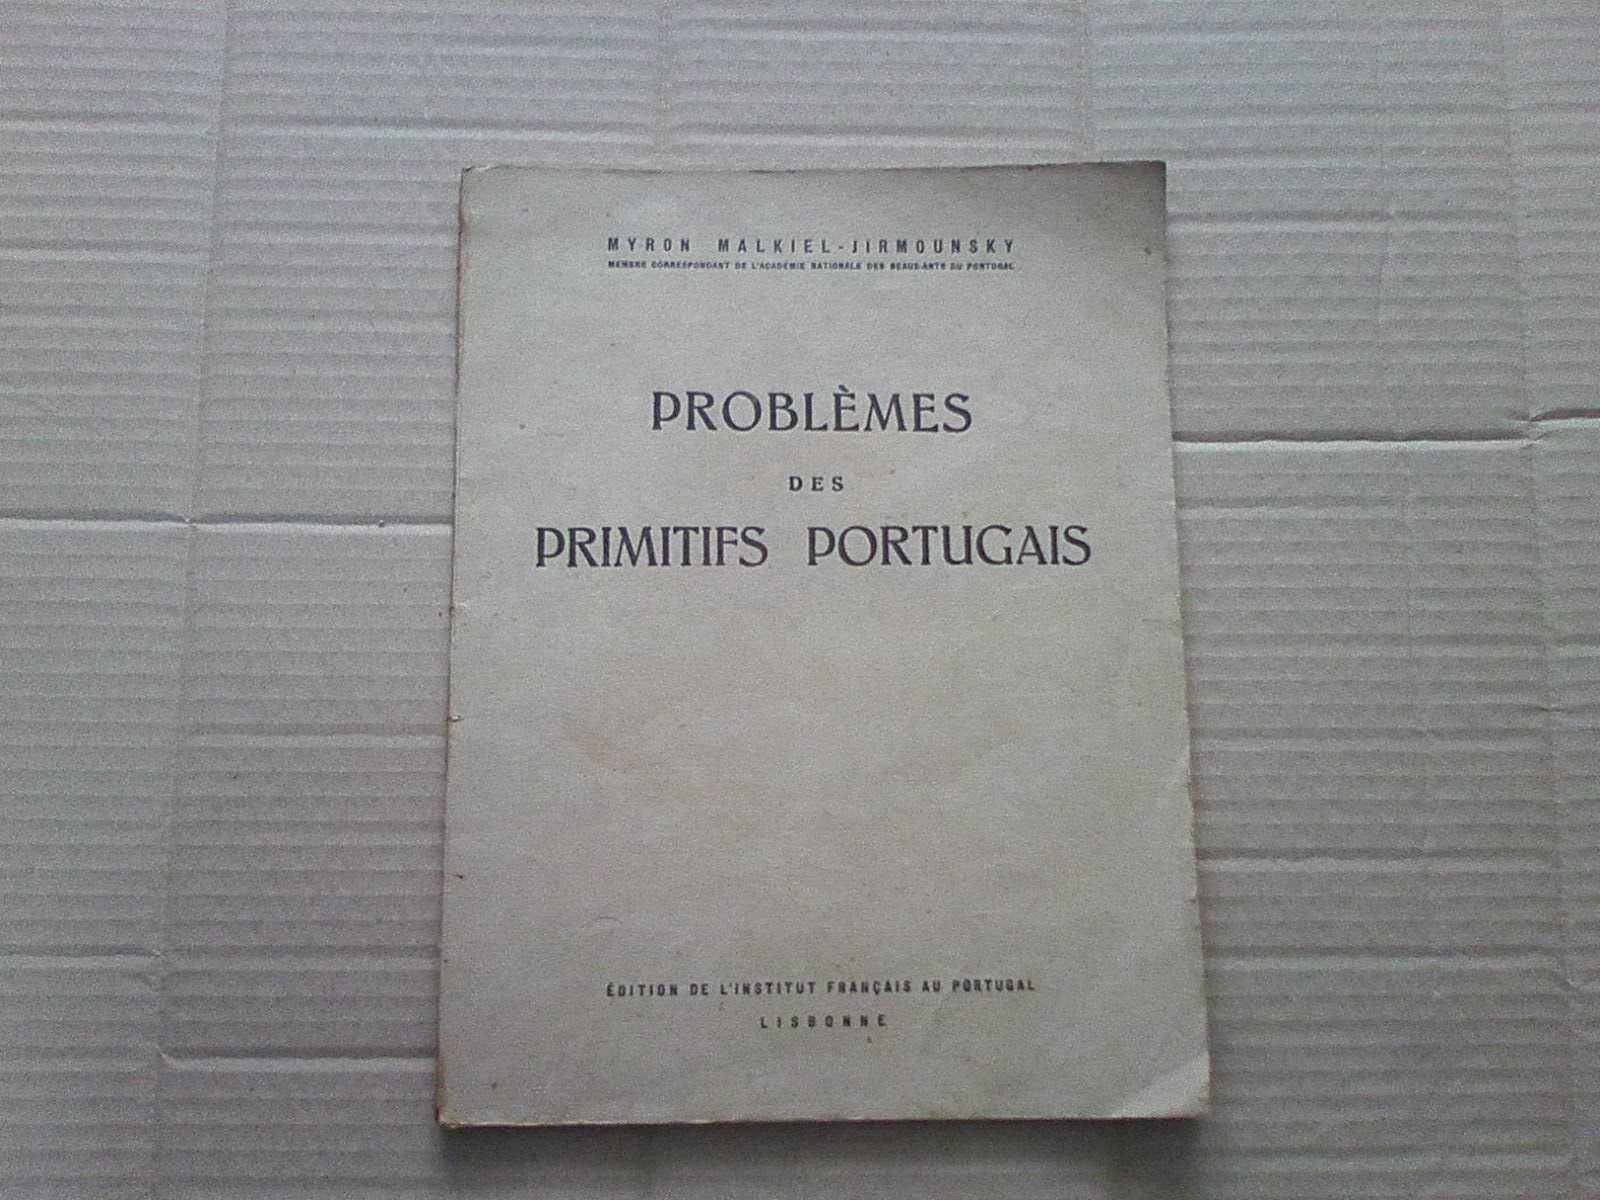 MYRON MALKIEL-JIRMOUNSKY
MEMBRE CORRESPONDANT DE L'ACADÉMIE NATIONALE DES BEAUX-ARTS DU PORTUGAL
PROBLÈMES
DES
PRIMITIFS PORTUGAIS
ÉDITION DE L'INSTITUT FRANÇAIS AU PORTUGAL
LISBONNE